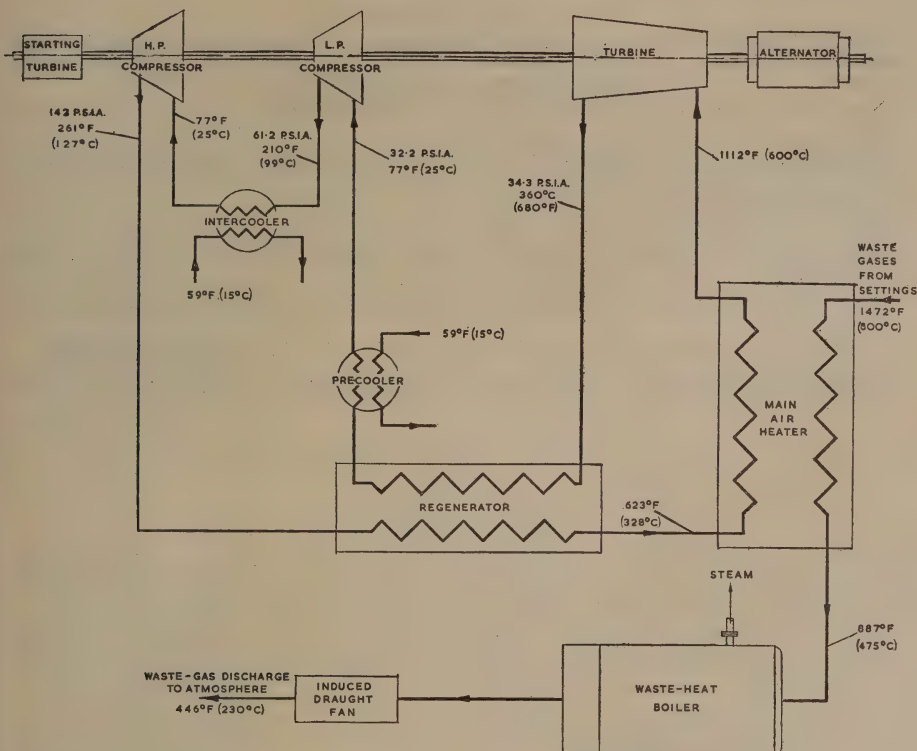 STARTING
TURBINE
H.P.
COMPRESSOR
L.P.
COMPRESSOR
TURBINE
ALTERNATOR
142 P.S.I.A.
261°F
(127°C)
77°F
(25°C)
61·2 P.S.I.A.
210°F
(99°C)
32·2 P.S.I.A.
77°F (25°C)
34·3 P.S.I.A.
360°C
(680°F)
1112°F (600°C)
INTERCOOLER
59°F (15°C)
WASTE
GASES
FROM
SETTINGS
1472°F
(800°C)
59°F (15°C)
PRECOOLER
MAIN
AIR
HEATER
REGENERATOR
623°F
(328°C)
STEAM
887°F
(475°C)
WASTE-GAS DISCHARGE
TO ATMOSPHERE
446°F (230°C)
INDUCED
DRAUGHT
FAN
WASTE-HEAT
BOILER